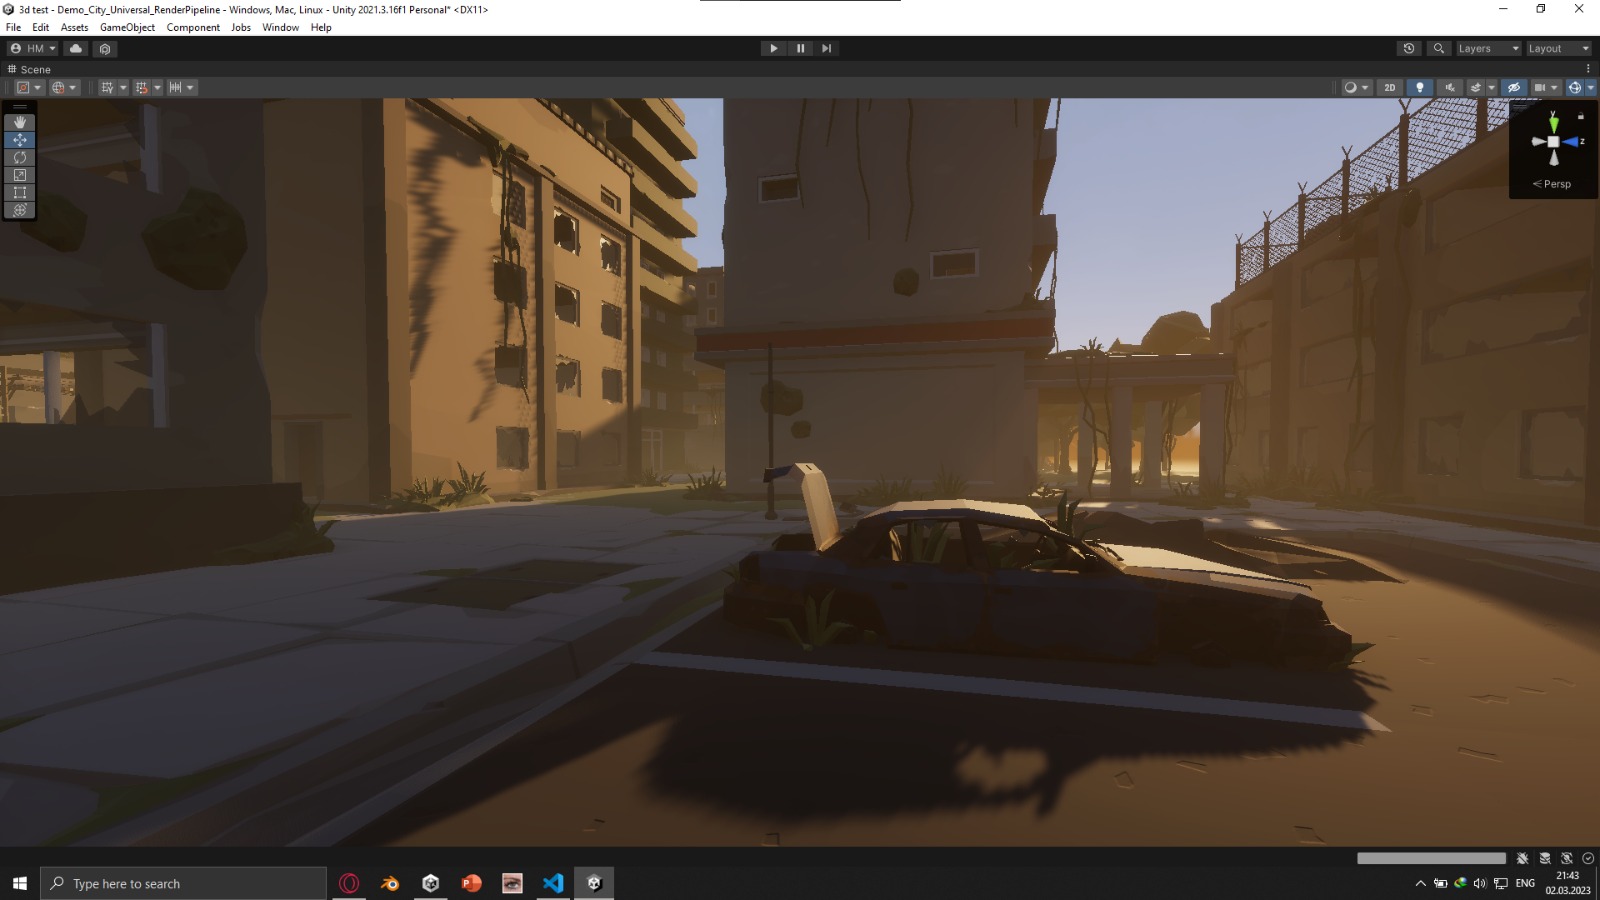 3d test - Demo_City_Universal_RenderPipeline - Windows, Mac, Linux - Unity 2021.3.16f1 Personal* <DX11>
File Edit Assets GameObject Component Jobs Window Help
HM Layers Layout
Scene
2D
y
z
Persp
Type here to search
P
ENG
21:43
02.03.2023